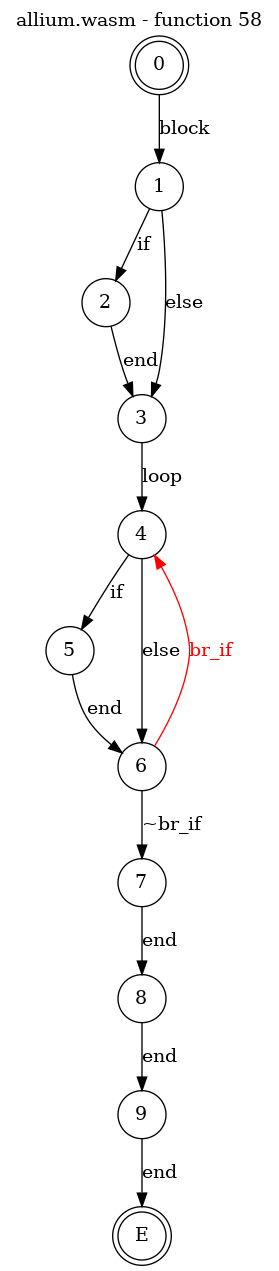 allium.wasm - function 58
0
block
1
if
2
else
end
3
loop
4
if
5
else
br_if
end
6
~br_if
7
end
8
end
9
end
E